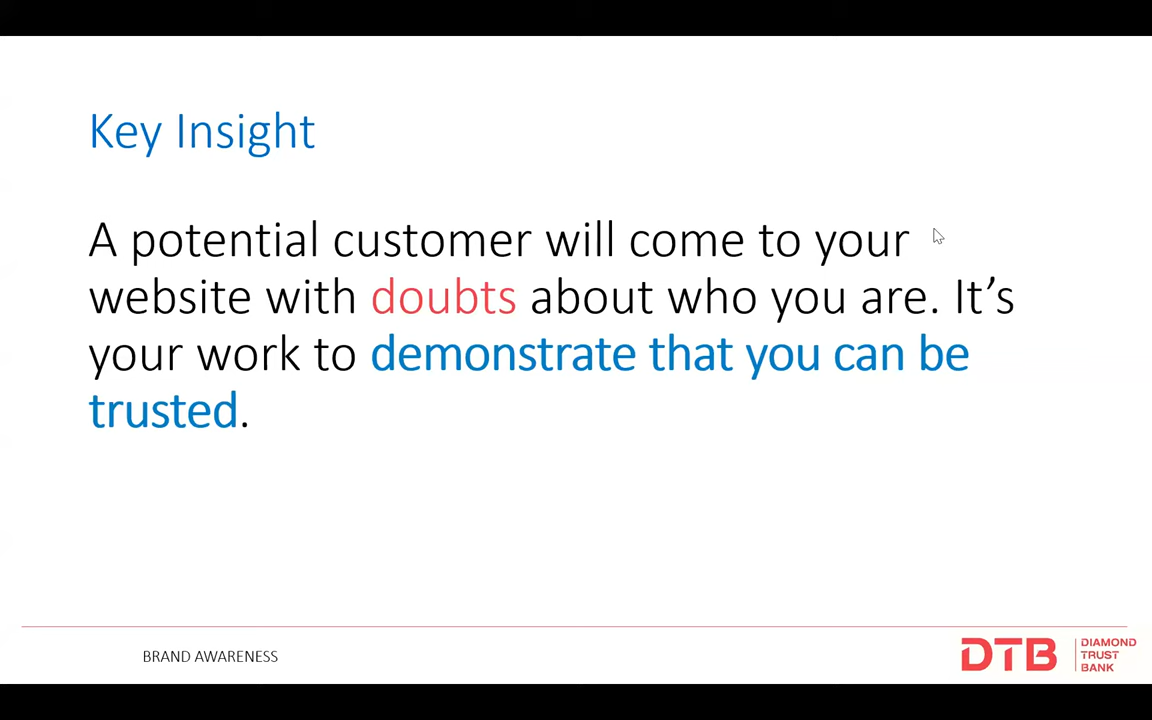 Key Insight
A potential customer will come to your
website with doubts about who you are. It’s
your work to demonstrate that you can be
trusted.
BRAND AWARENESS
DTB
DIAMOND
TRUST
BANK